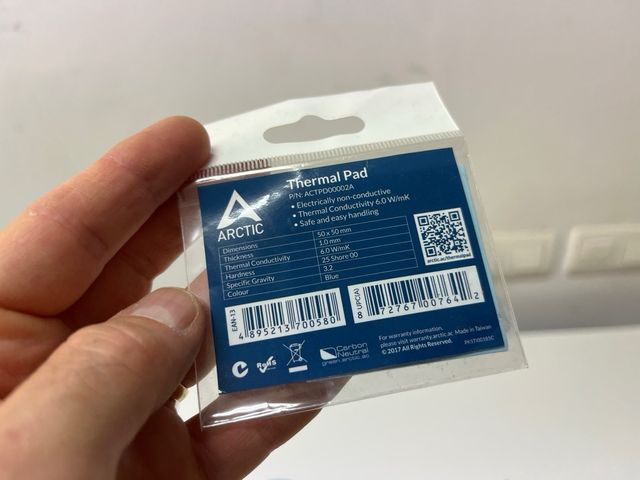 Thermal Pad
P/N: ACTPD00002A
• Electrically non-conductive
• Thermal Conductivity 6.0 W/mK
• Safe and easy handling
ARCTIC
Dimensions 50 x 50 mm
Thickness 1.0 mm
Thermal Conductivity 6.0 W/mK
Hardness 25 Shore 00
Specific Gravity 3.2
Colour Blue
arctic.ac/thermalpad
EAN-13
4 895213 700580
UPC(A)
8 72767 00764 2
RoHS
Carbon
Neutral
green.arctic.ac
For warranty information,
please visit warranty.arctic.ac Made in Taiwan
© 2017 All Rights Reserved.